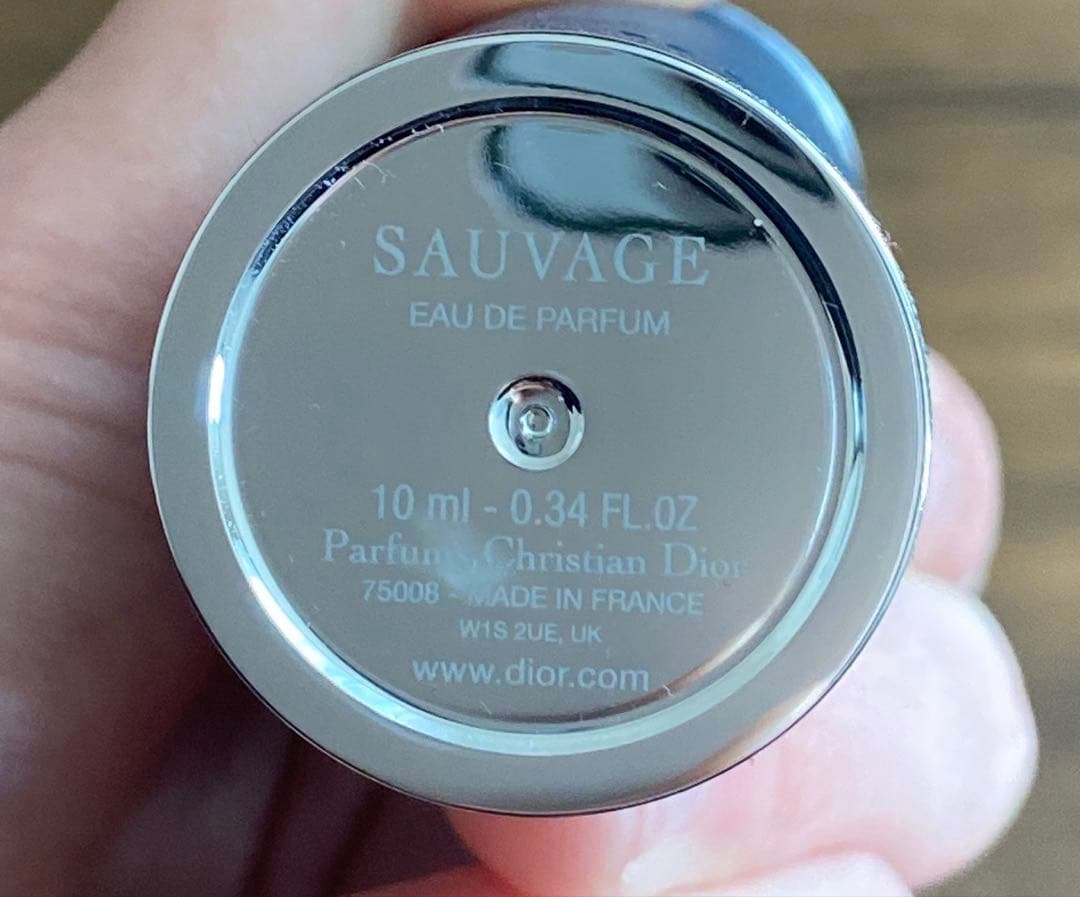 SAUVAGE
EAU DE PARFUM
10 ml - 0.34 FL.OZ
Parfums Christian Dior
75008 - MADE IN FRANCE
W1S 2UE, UK
www.dior.com